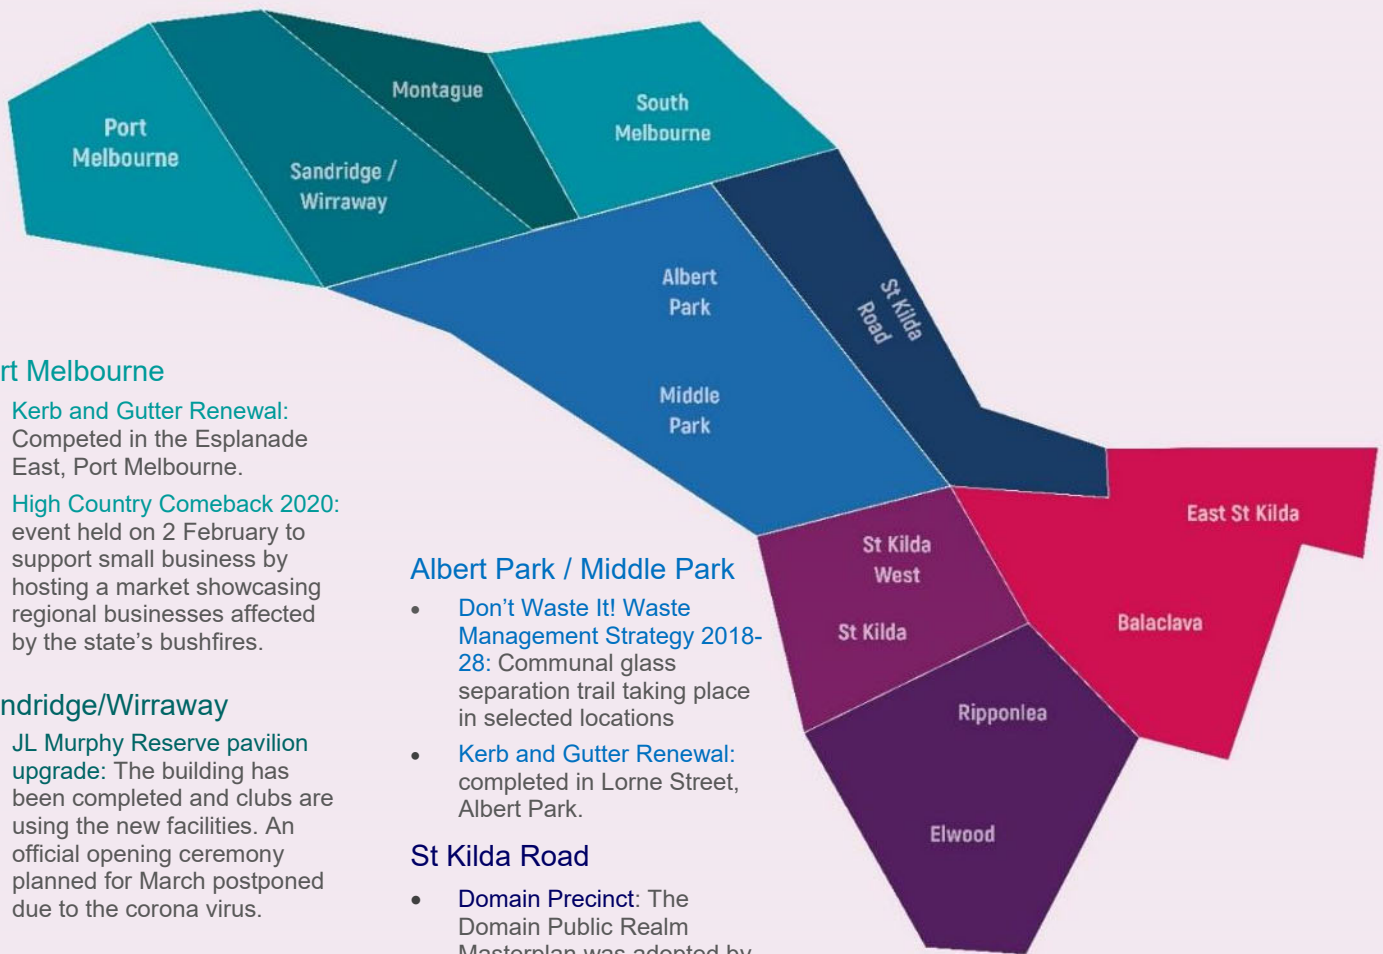 Port
Melbourne
Sandridge /
Wirraway
Montague
South
Melbourne
Albert
Park
Middle
Park
St Kilda
Road
St Kilda
West
St Kilda
East St Kilda
Balaclava
Ripponlea
Elwood
rt Melbourne
Kerb and Gutter Renewal:
Competed in the Esplanade
East, Port Melbourne.
High Country Comeback 2020:
event held on 2 February to
support small business by
hosting a market showcasing
regional businesses affected
by the state’s bushfires.
ndridge/Wirraway
JL Murphy Reserve pavilion
upgrade: The building has
been completed and clubs are
using the new facilities. An
official opening ceremony
planned for March postponed
due to the corona virus.
Albert Park / Middle Park
• Don’t Waste It! Waste
Management Strategy 2018-
28: Communal glass
separation trail taking place
in selected locations
• Kerb and Gutter Renewal:
completed in Lorne Street,
Albert Park.
St Kilda Road
• Domain Precinct: The
Domain Public Realm
Masterplan was adopted by